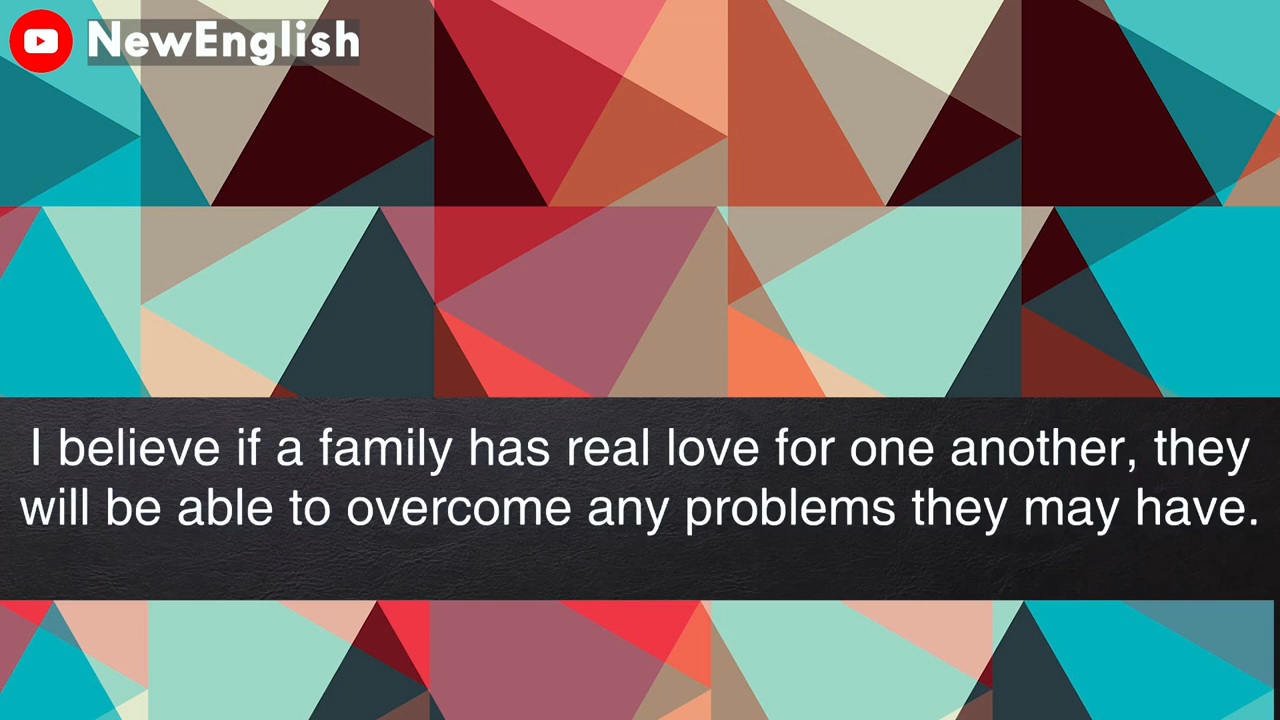 NewEnglish
I believe if a family has real love for one another, they
will be able to overcome any problems they may have.